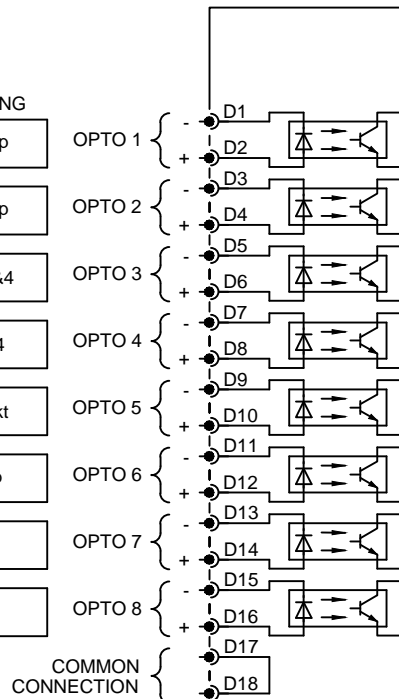 NG
p
OPTO 1
-
D1
+
D2
p
OPTO 2
-
D3
+
D4
&4
OPTO 3
-
D5
+
D6
4
OPTO 4
-
D7
+
D8
kt
OPTO 5
-
D9
+
D10
OPTO 6
-
D11
+
D12
OPTO 7
-
D13
+
D14
OPTO 8
-
D15
+
D16
COMMON
CONNECTION
D17
D18